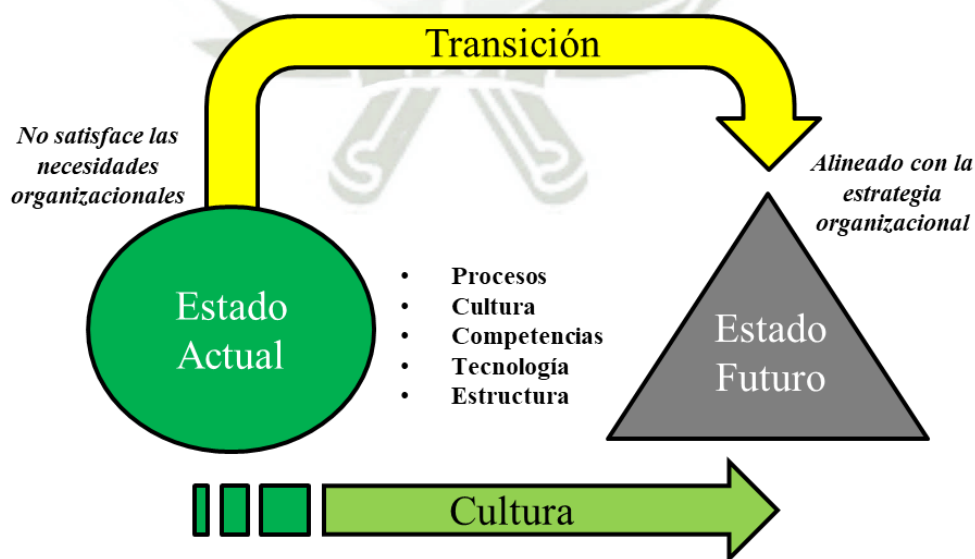 Transición
No satisface las
necesidades
organizacionales
Alineado con la
estrategia
organizacional
Estado
Actual
• Procesos
• Cultura
• Competencias
• Tecnología
• Estructura
Estado
Futuro
Cultura